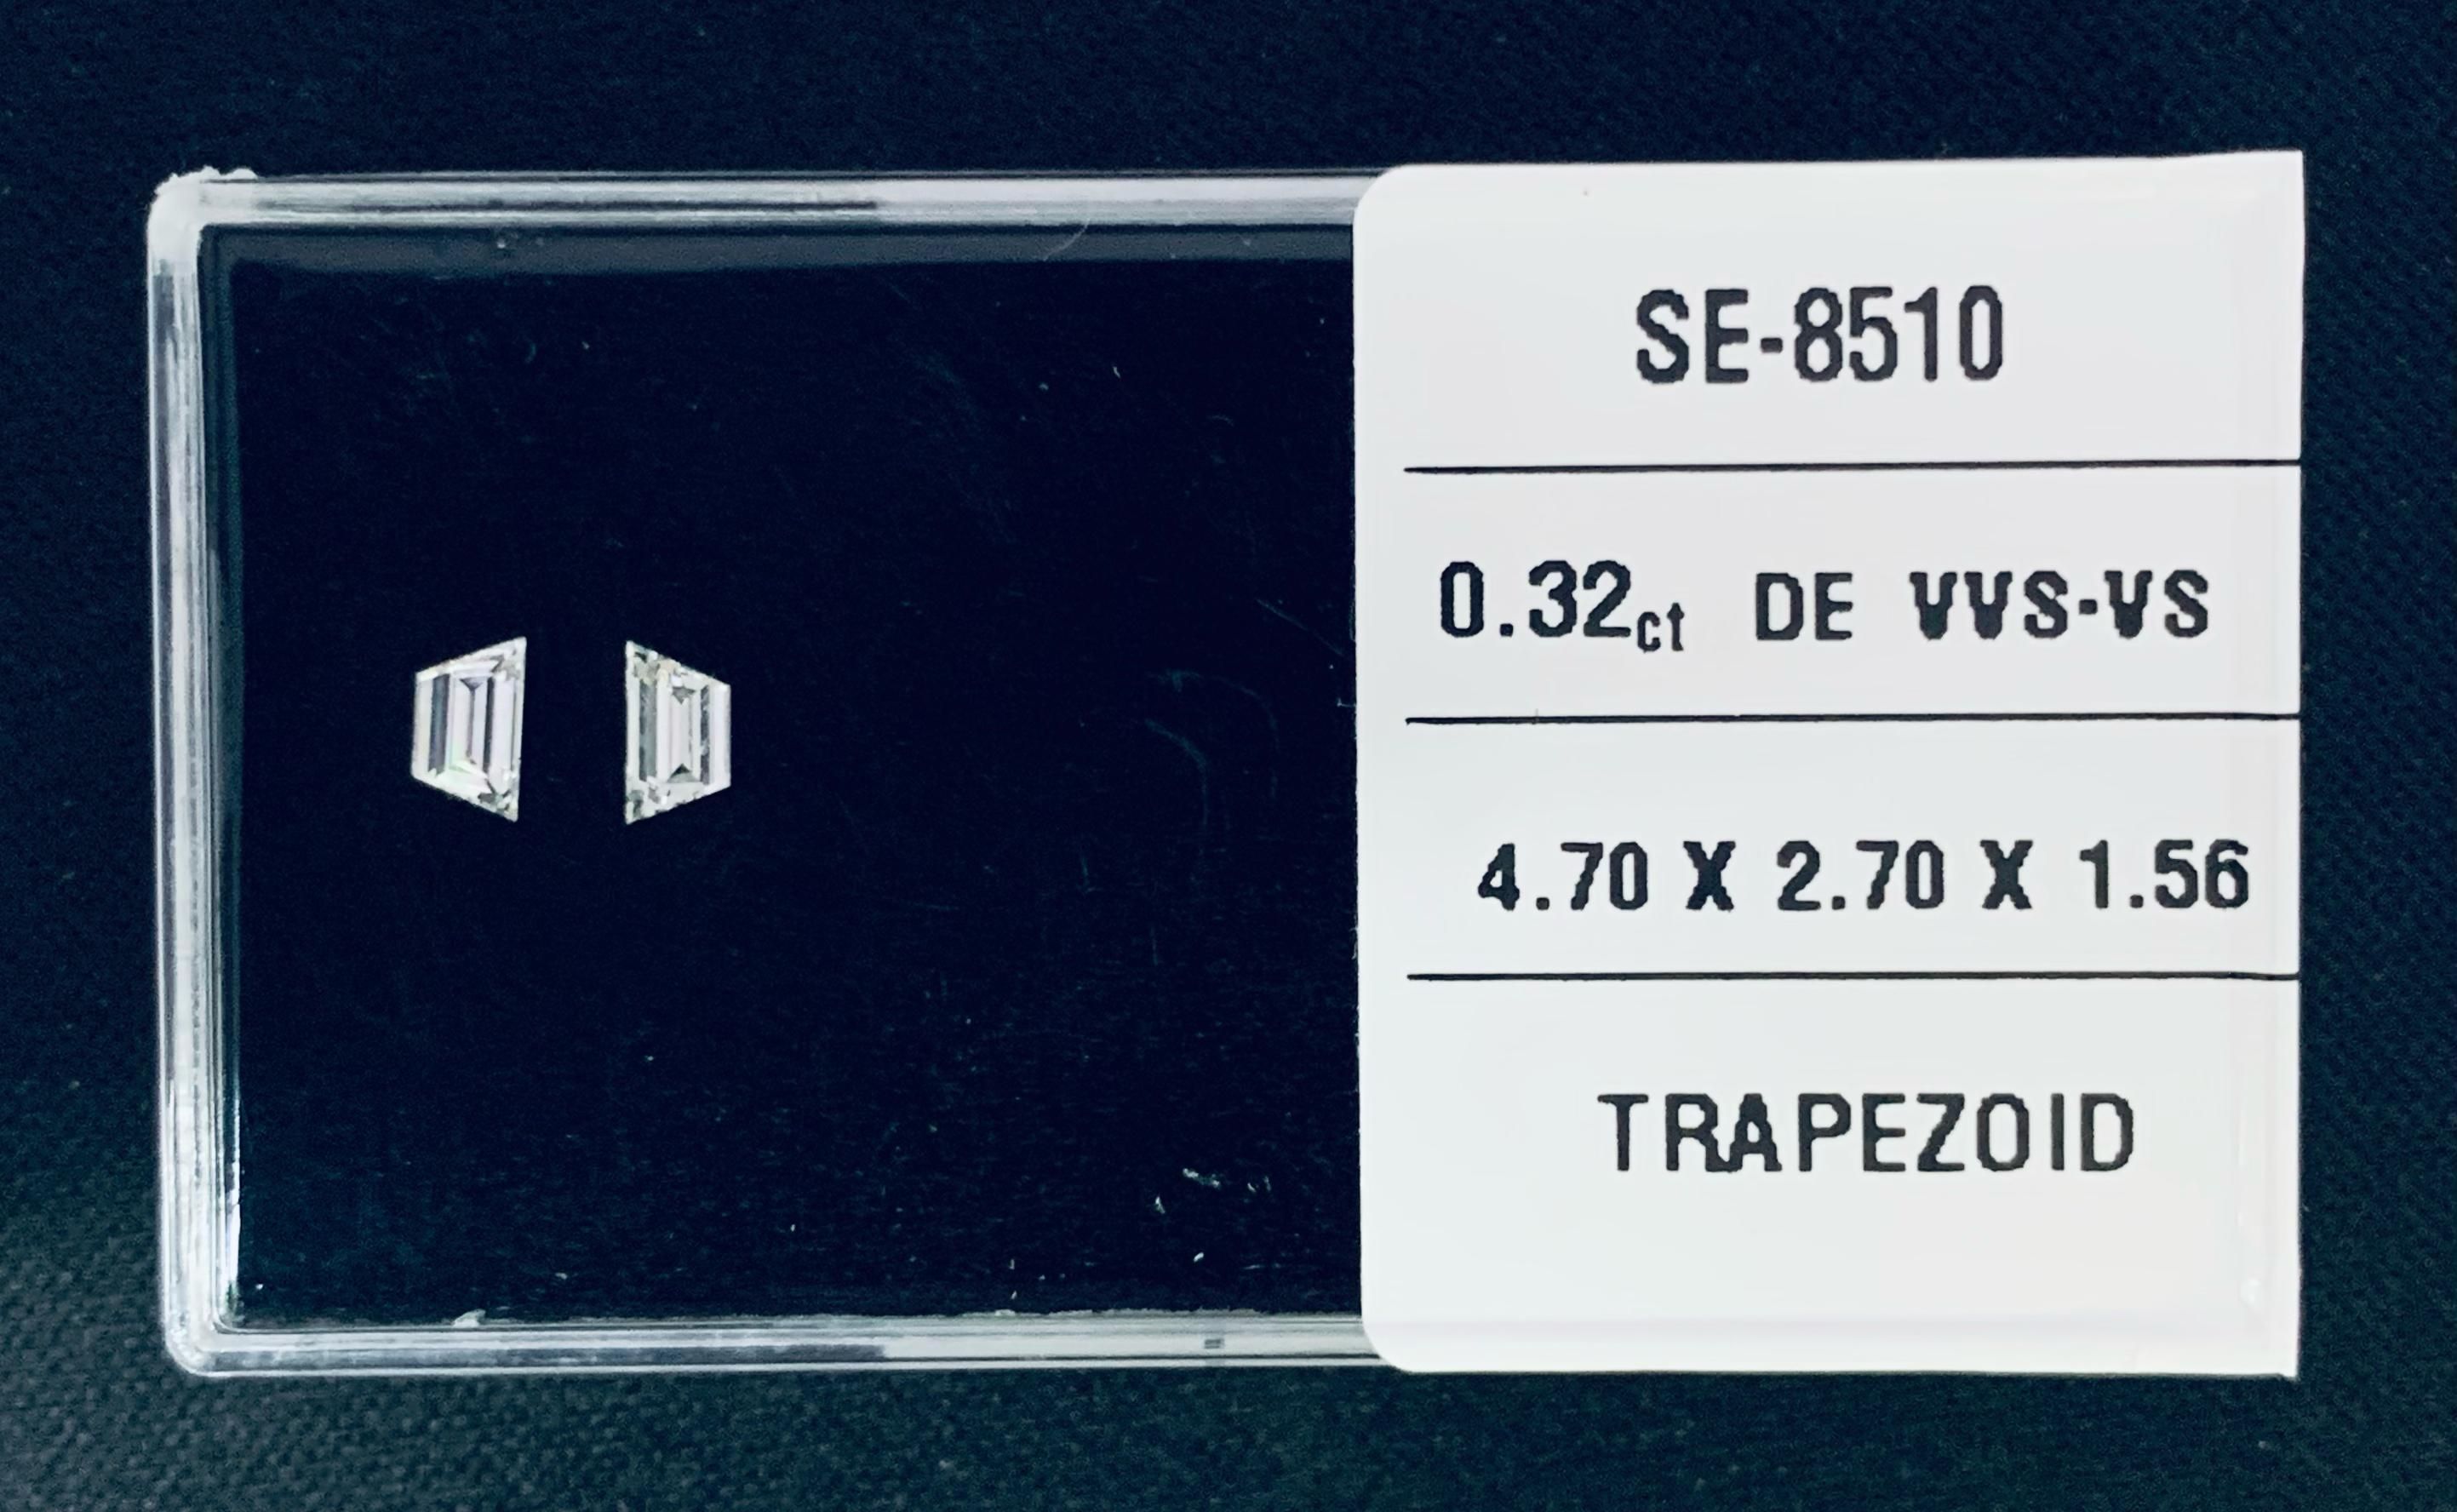 SE-8510
0.32ct DE VVS-VS
4.70 X 2.70 X 1.56
TRAPEZOID